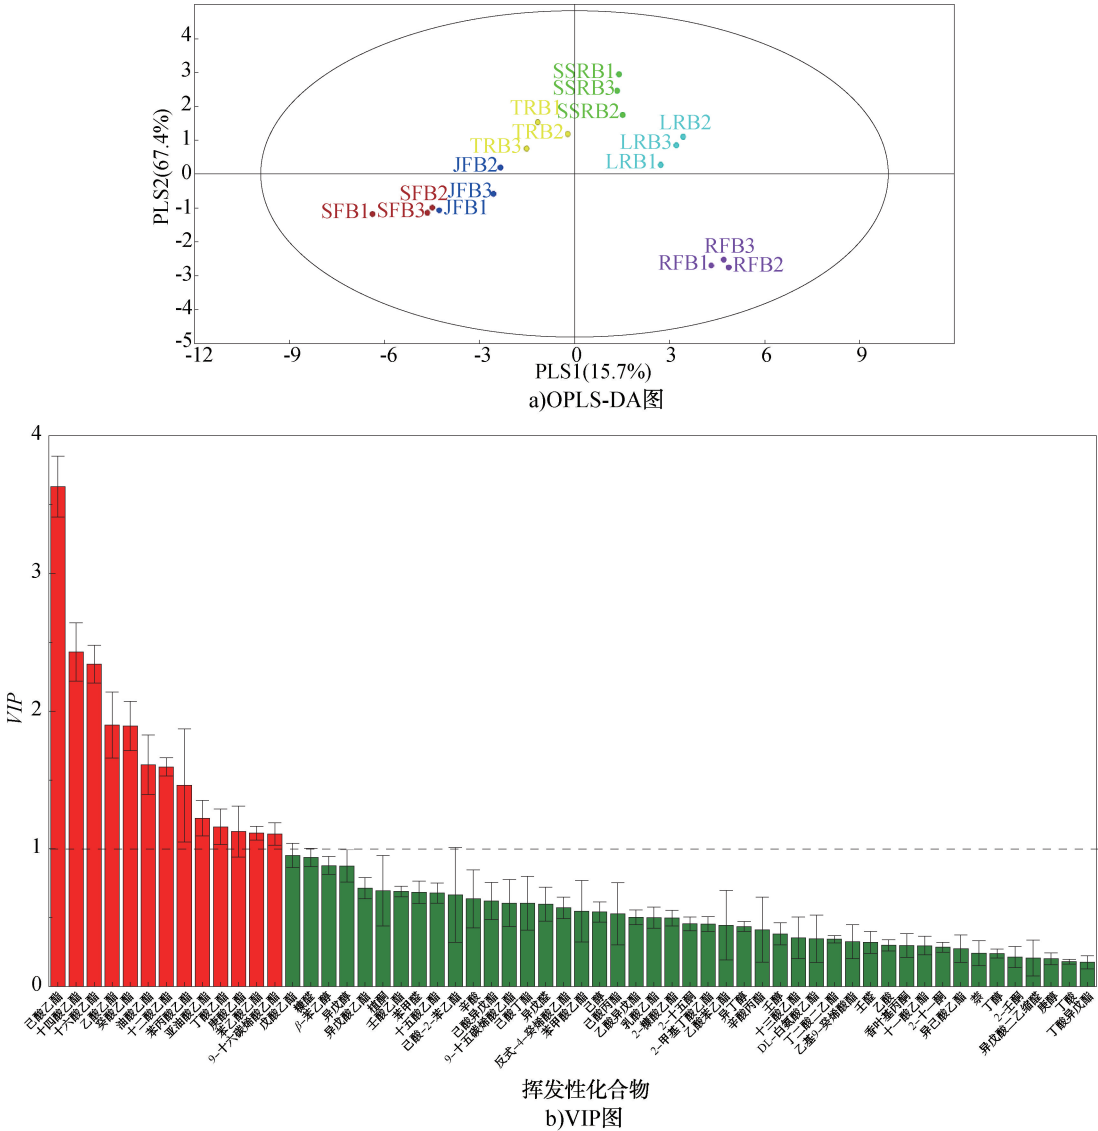 4
3
2
1
0
-1
-2
-3
-4
-5
PLS2(67.4%)
SSRB1
SSRB3
SSRB2
TRB1
TRB2
TRB3
LRB2
LRB3
LRB1
JFB2
JFB3
JFB1
SFB2
SFB1
SFB3
RFB3
RFB1
RFB2
-12
-9
-6
-3
0
3
6
9
PLS1(15.7%)
a)OPLS-DA图
4
3
2
1
0
VIP
己酸乙酯
十四酸乙酯
十六酸乙酯
乙酸乙酯
癸酸乙酯
油酸乙酯
十二酸乙酯
苯丙酸乙酯
亚油酸乙酯
丁酸乙酯
庚酸乙酯
苯乙酸乙酯
9-十六碳烯酸乙酯
戊酸乙酯
糠醛
β-苯乙醇
异戊醇
异戊酸乙酯
壬酸乙酯
苯甲醛
十五酸乙酯
己酸-2-苯乙酯
辛酸
己酸异戊酯
9-十五碳烯酸乙酯
己酸丁酯
异戊醛
反式-4-癸烯酸乙酯
苯甲酸乙酯
己醇
己酸丙酯
乙酸异戊酯
乳酸乙酯
2-糠酸乙酯
2-十五酮
2-甲基丁酸乙酯
乙酸苯乙酯
异丁醇
辛酸丙酯
壬醇
十三酸乙酯
DL-白氨酸乙酯
丁二酸二乙酯
乙基9-癸烯酸酯
壬醛
乙酸
香叶基丙酮
十一酸乙酯
2-十一酮
异己酸乙酯
萘
丁醇
2-壬酮
异戊醛二乙缩醛
庚醇
丁酸
丁酸异戊酯
挥发性化合物
b)VIP图